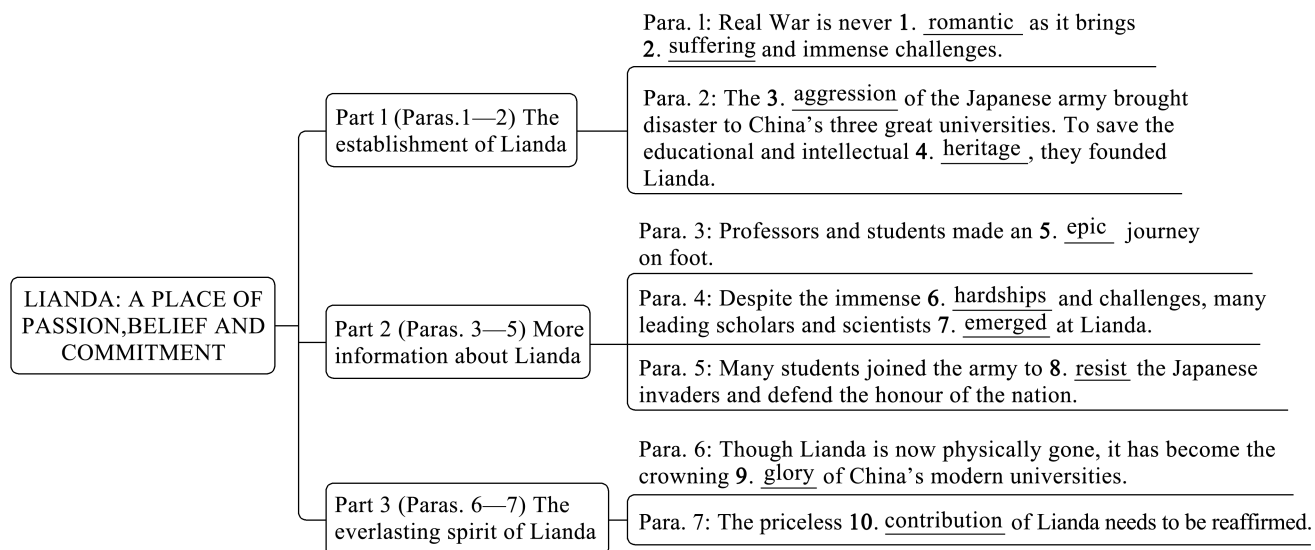 LIANDA: A PLACE OF
PASSION,BELIEF AND
COMMITMENT
Part 1 (Paras.1—2) The
establishment of Lianda
Para. 1: Real War is never 1. romantic as it brings
2. suffering and immense challenges.
Para. 2: The 3. aggression of the Japanese army brought
disaster to China's three great universities. To save the
educational and intellectual 4. heritage, they founded
Lianda.
Part 2 (Paras. 3—5) More
information about Lianda
Para. 3: Professors and students made an 5. epic journey
on foot.
Para. 4: Despite the immense 6. hardships and challenges, many
leading scholars and scientists 7. emerged at Lianda.
Para. 5: Many students joined the army to 8. resist the Japanese
invaders and defend the honour of the nation.
Part 3 (Paras. 6—7) The
everlasting spirit of Lianda
Para. 6: Though Lianda is now physically gone, it has become the
crowning 9. glory of China's modern universities.
Para. 7: The priceless 10. contribution of Lianda needs to be reaffirmed.